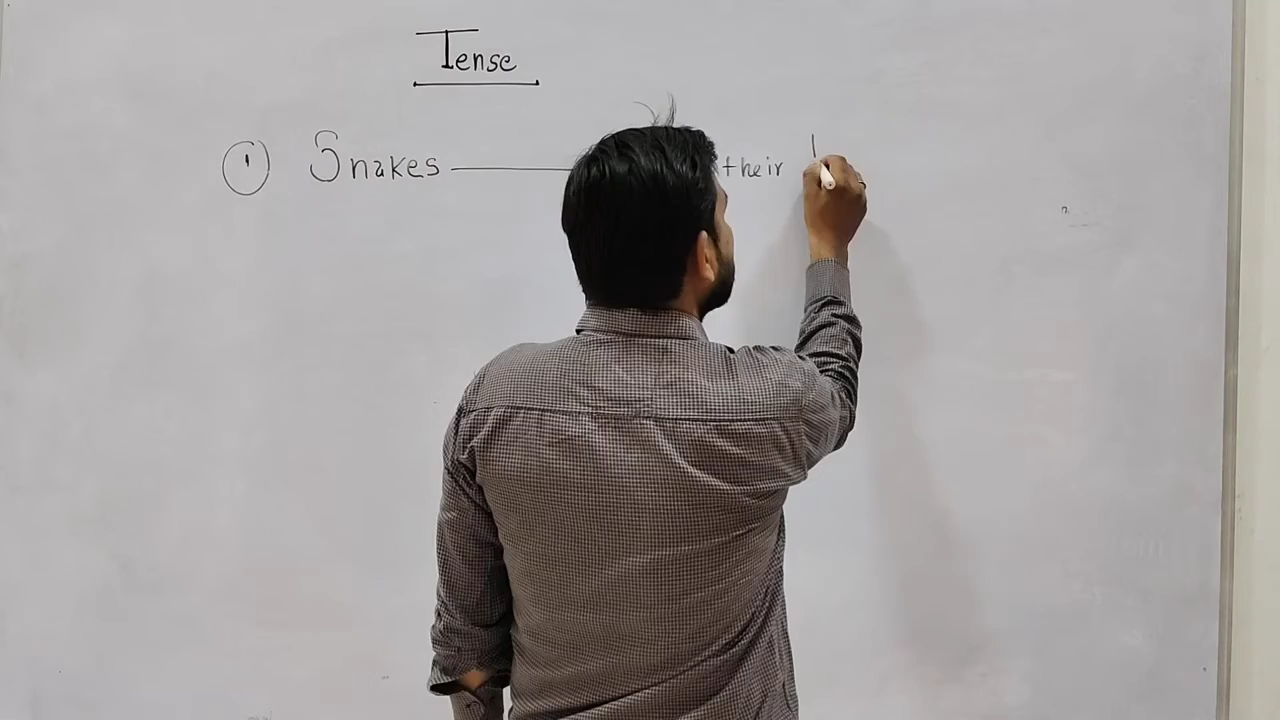 Tense
① Snakes ———— their